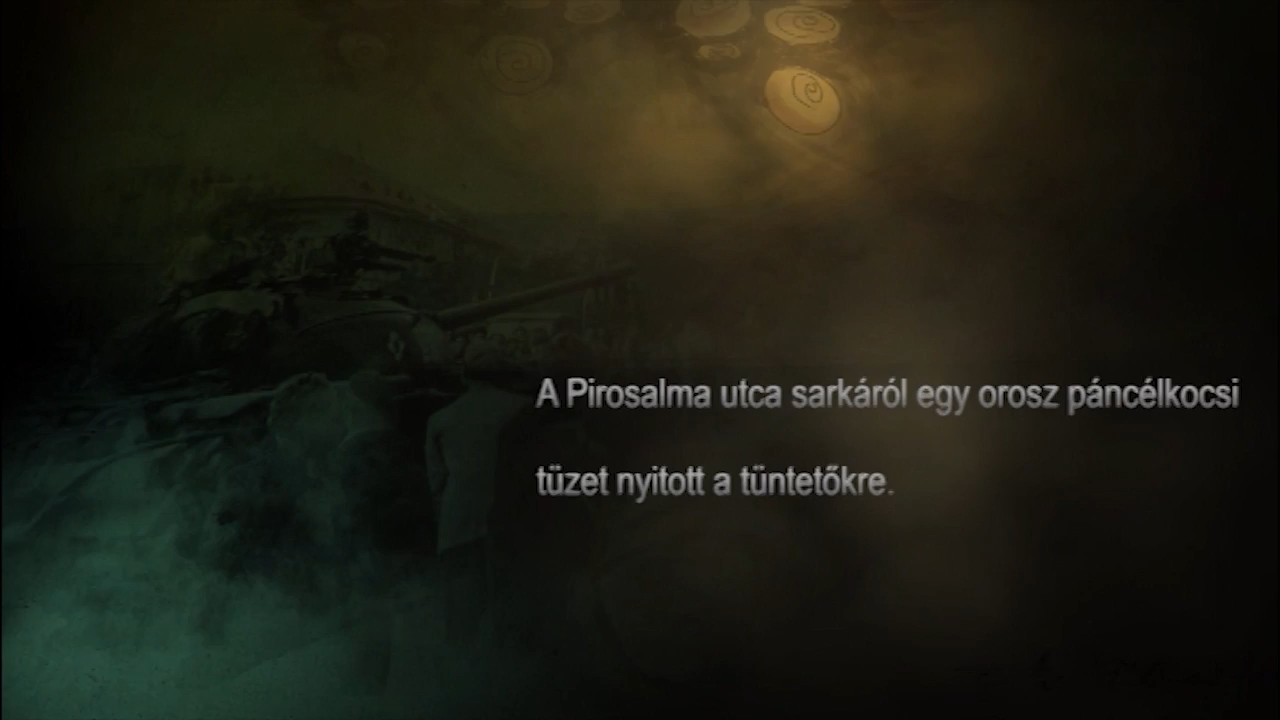 A Pirosalma utca sarkáról egy orosz páncélkocsi
tüzet nyitott a tüntetőkre.